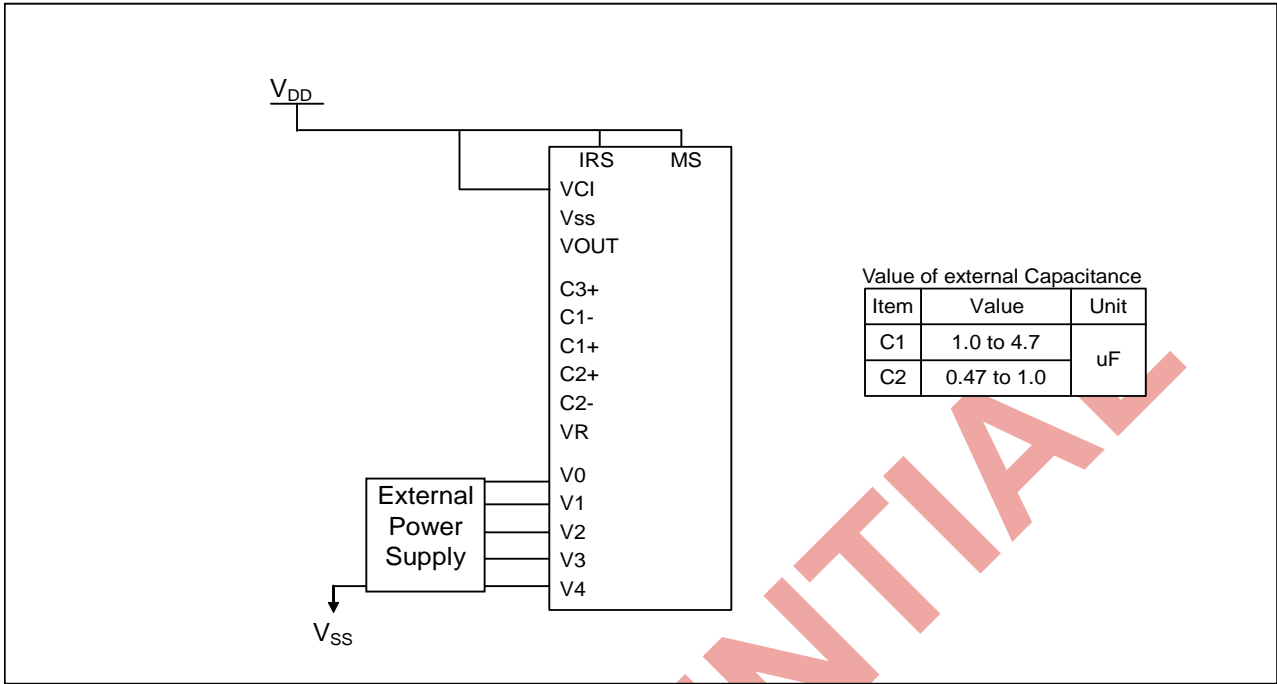 VDD
IRS MS
VCI
Vss
VOUT
C3+
C1-
C1+
C2+
C2-
VR
V0
V1
V2
V3
V4
External
Power
Supply
VSS
Value of external Capacitance
Item Value Unit
C1 1.0 to 4.7 uF
C2 0.47 to 1.0
NTIAL